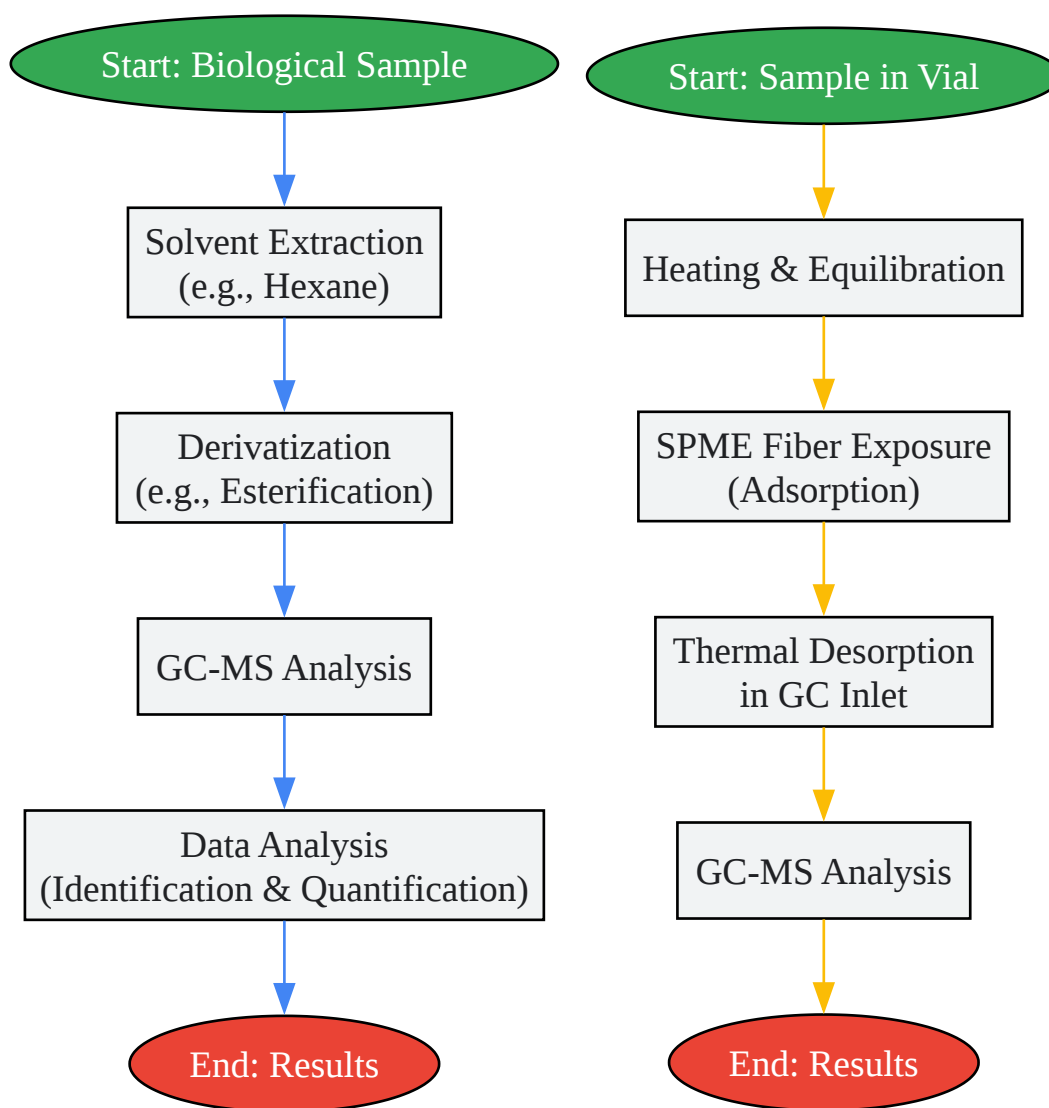 Start: Biological Sample
Solvent Extraction
(e.g., Hexane)
Derivatization
(e.g., Esterification)
GC-MS Analysis
Data Analysis
(Identification & Quantification)
End: Results
Start: Sample in Vial
Heating & Equilibration
SPME Fiber Exposure
(Adsorption)
Thermal Desorption
in GC Inlet
GC-MS Analysis
End: Results